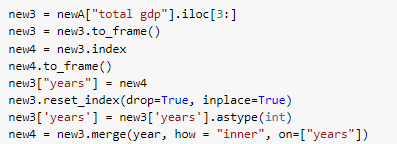 new3 = newA["total gdp"].iloc[3:]
new3 = new3.to_frame()
new4 = new3.index
new4.to_frame()
new3["years"] = new4
new3.reset_index(drop=True, inplace=True)
new3['years'] = new3['years'].astype(int)
new4 = new3.merge(year, how = "inner", on=["years"])